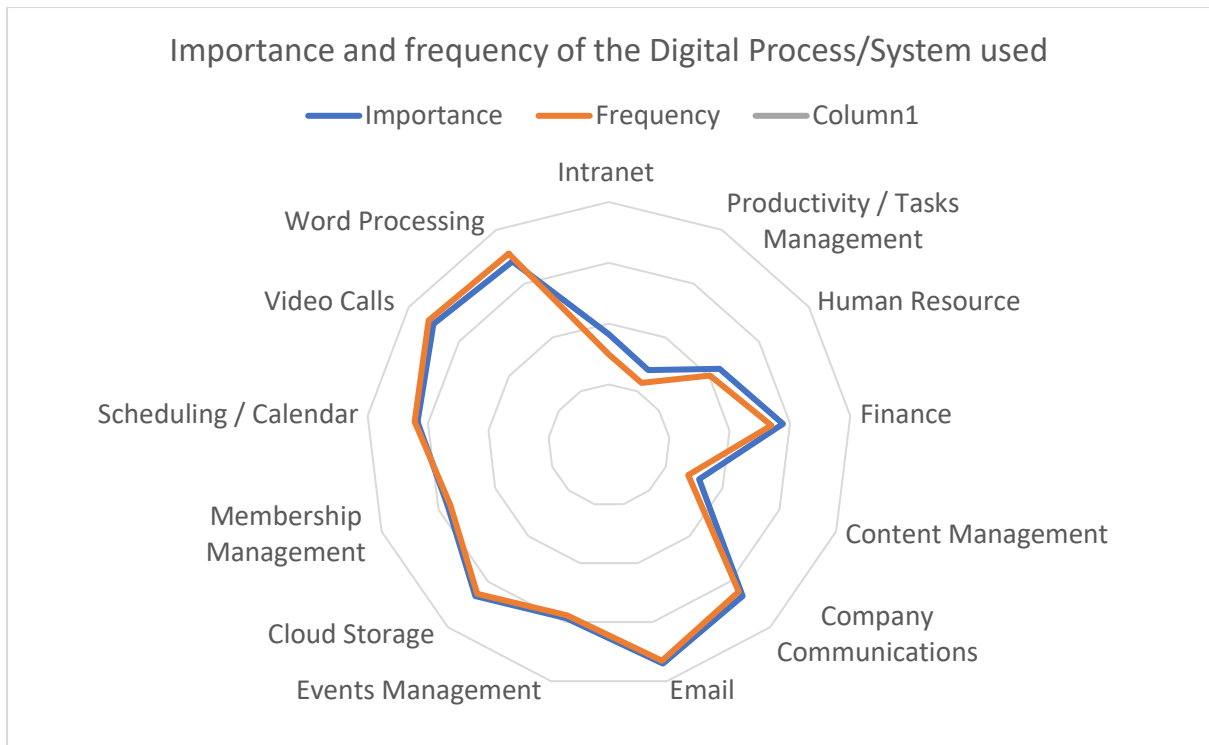 Importance and frequency of the Digital Process/System used
Importance Frequency Column1
Intranet
Productivity / Tasks
Management
Human Resource
Finance
Content Management
Company
Communications
Email
Events Management
Cloud Storage
Membership
Management
Scheduling / Calendar
Video Calls
Word Processing